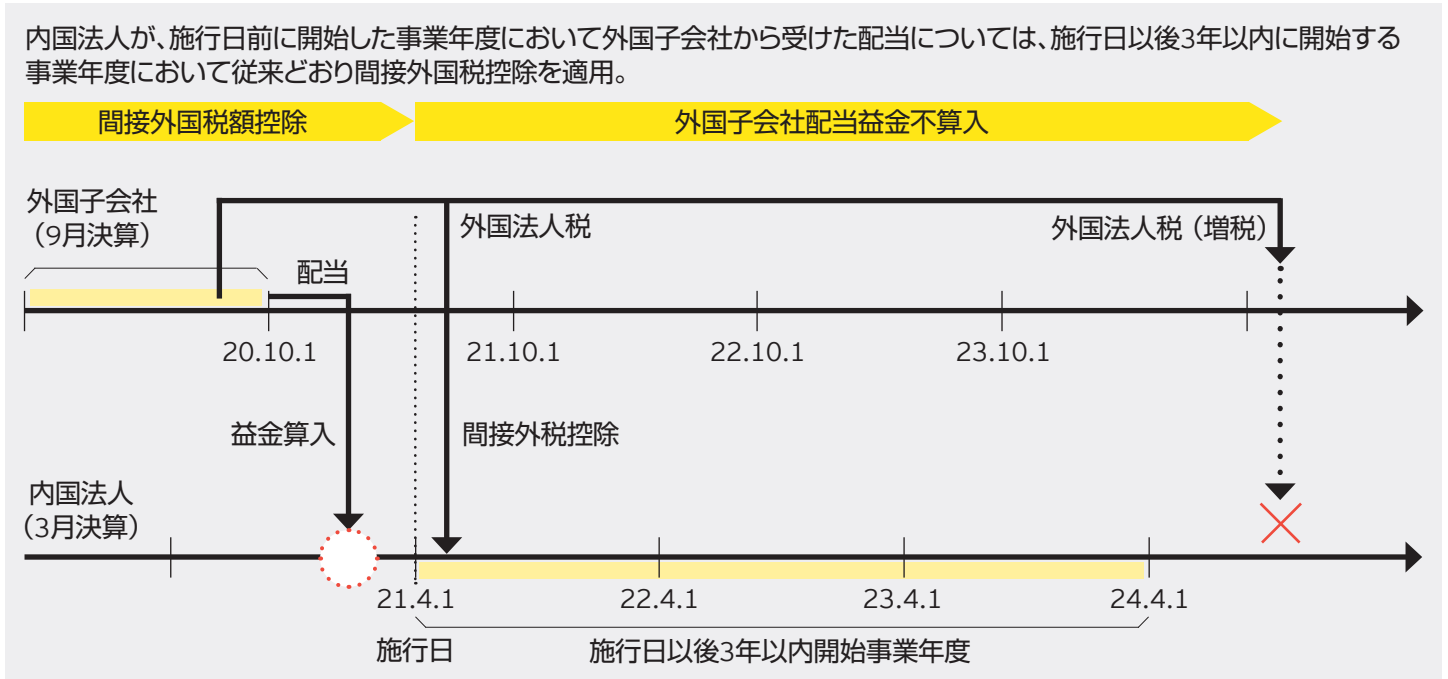 内国法人が、施行日前に開始した事業年度において外国子会社から受けた配当については、施行日以後3年以内に開始する
事業年度において従来どおり間接外国税控除を適用。
間接外国税額控除
外国子会社配当益金不算入
外国子会社
（9月決算）
外国法人税
外国法人税（増税）
配当
20.10.1
21.10.1
22.10.1
23.10.1
益金算入
間接外税控除
内国法人
（3月決算）
21.4.1
22.4.1
23.4.1
24.4.1
施行日
施行日以後3年以内開始事業年度